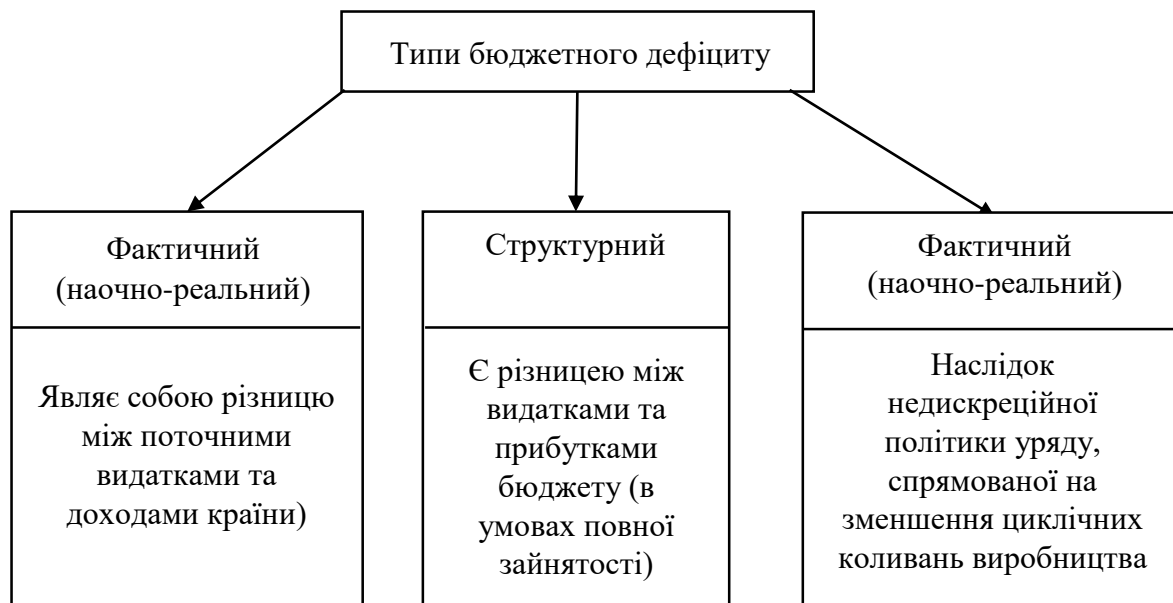 Типи бюджетного дефіциту
Фактичний
(наочно-реальний)
Являє собою різницю
між поточними
видатками та
доходами країни)
Структурний
Є різницею між
видатками та
прибутками
бюджету (в
умовах повної
зайнятості)
Фактичний
(наочно-реальний)
Наслідок
недискреційної
політики уряду,
спрямованої на
зменшення циклічних
коливань виробництва